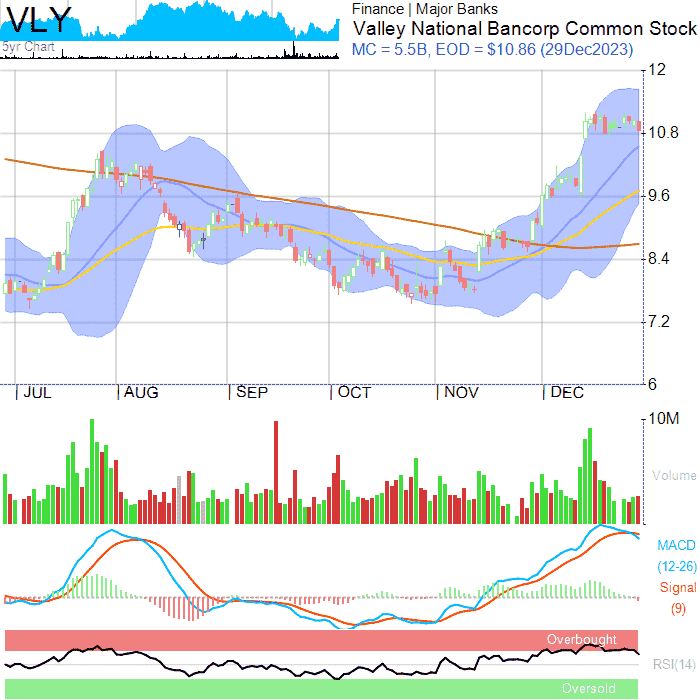 VLY
5yr Chart
Finance | Major Banks
Valley National Bancorp Common Stock
MC = 5.5B, EOD = $10.86 (29Dec2023)
12
10.8
9.6
8.4
7.2
6
JUL AUG SEP OCT NOV DEC
10M
Volume
MACD
(12-26)
Signal
(9)
Overbought
RSI(14)
Oversold